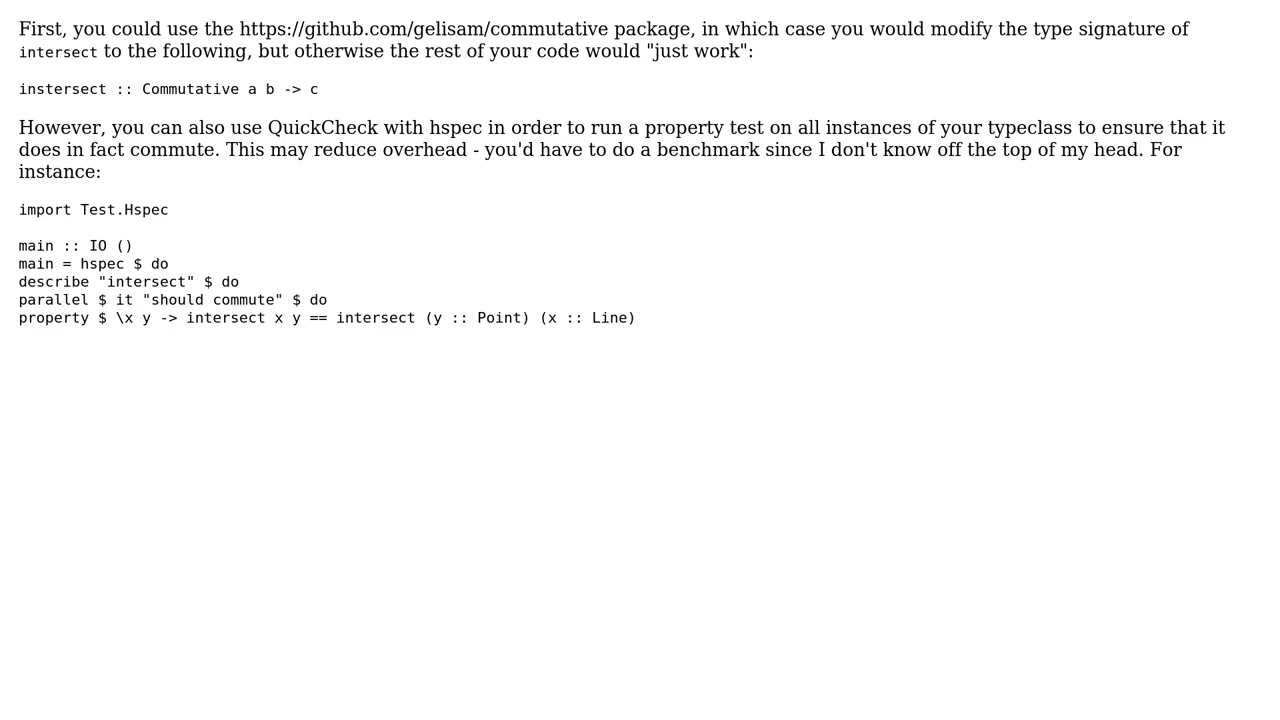 First, you could use the https://github.com/gelisam/commutative package, in which case you would modify the type signature of
intersect to the following, but otherwise the rest of your code would "just work":
instersect :: Commutative a b -> c
However, you can also use QuickCheck with hspec in order to run a property test on all instances of your typeclass to ensure that it
does in fact commute. This may reduce overhead - you'd have to do a benchmark since I don't know off the top of my head. For
instance:
import Test.Hspec
main :: IO ()
main = hspec $ do
describe "intersect" $ do
parallel $ it "should commute" $ do
property $ \x y -> intersect x y == intersect (y :: Point) (x :: Line)